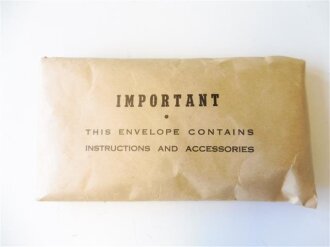 IMPORTANT
•
THIS ENVELOPE CONTAINS
INSTRUCTIONS AND ACCESSORIES